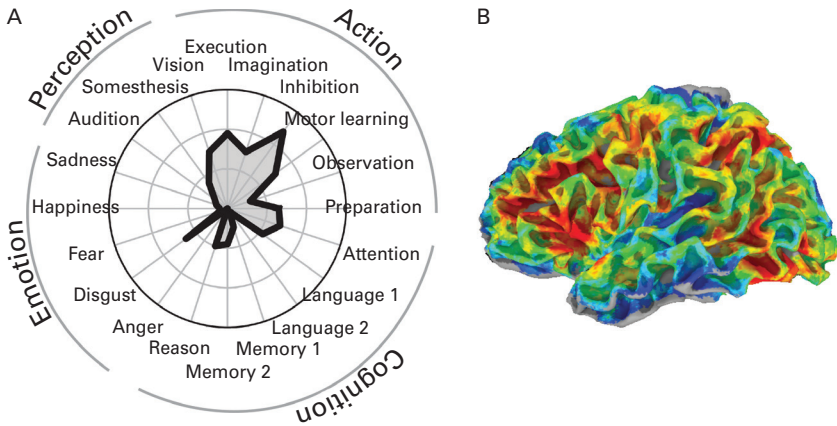 A
B
Perception
Action
Emotion
Cognition
Execution
Vision
Imagination
Somesthesis
Inhibition
Audition
Motor learning
Sadness
Observation
Happiness
Preparation
Fear
Attention
Disgust
Language 1
Anger
Language 2
Reason
Memory 1
Memory 2